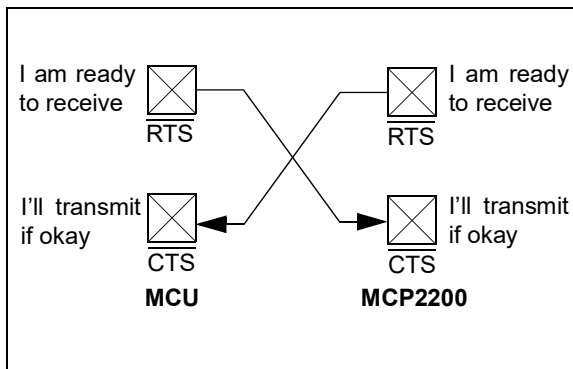 I am ready
to receive
RTS
I am ready
to receive
RTS
I'll transmit
if okay
CTS
I'll transmit
if okay
CTS
MCU
MCP2200